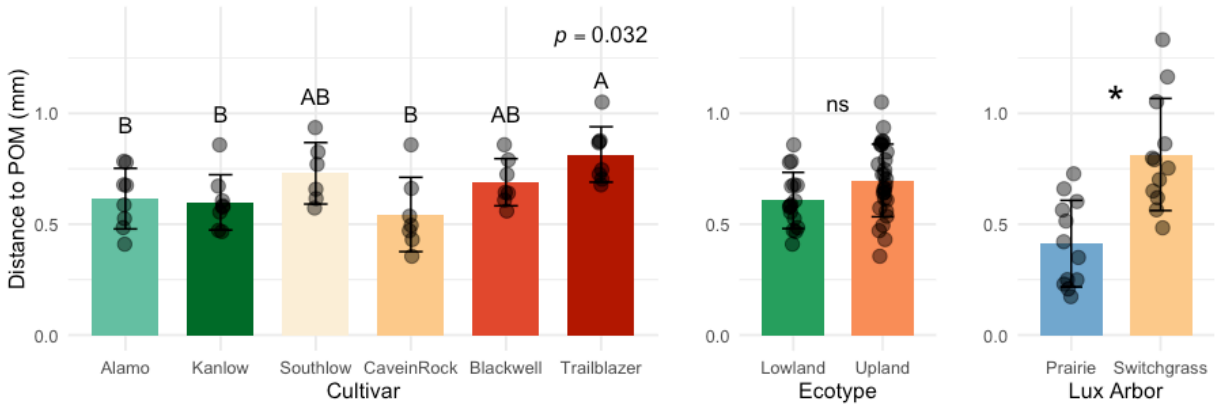 Distance to POM (mm)
0.0
0.5
1.0
p = 0.032
B
B
AB
B
AB
A
Alamo
Kanlow
Southlow
CaveinRock
Blackwell
Trailblazer
Cultivar
0.0
0.5
1.0
ns
Lowland
Upland
Ecotype
0.0
0.5
1.0
*
Prairie
Switchgrass
Lux Arbor